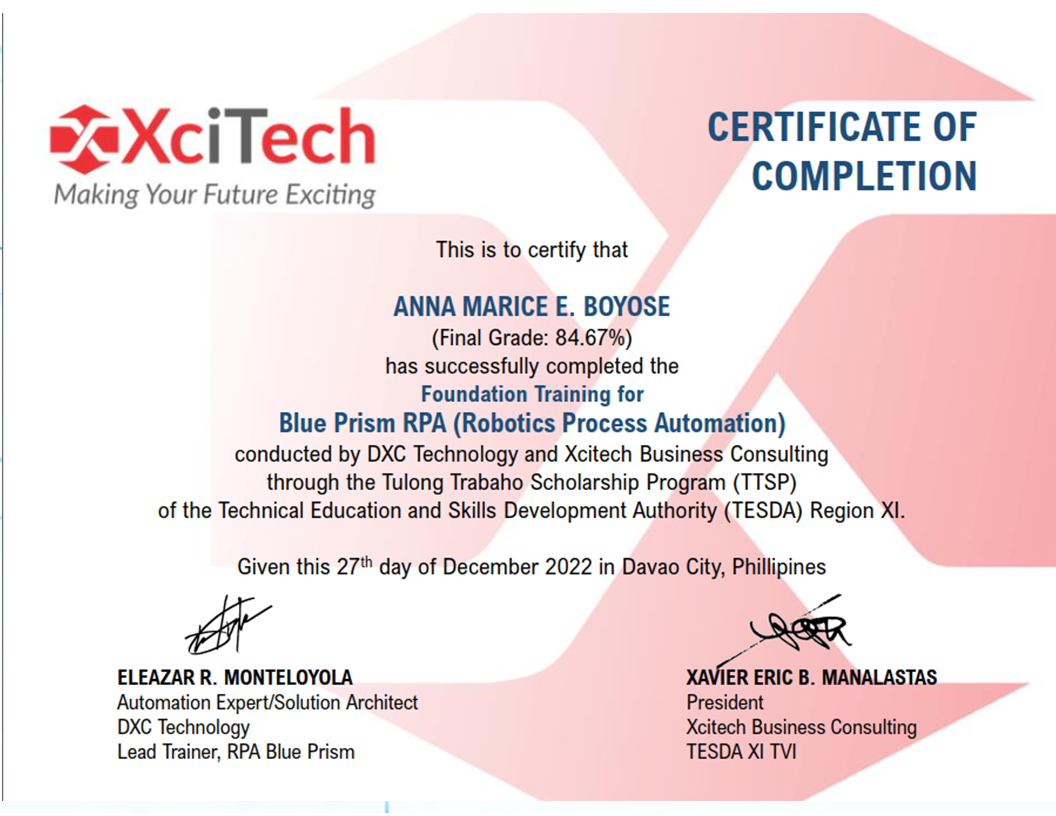 XciTech
Making Your Future Exciting
CERTIFICATE OF
COMPLETION
This is to certify that
ANNA MARICE E. BOYOSE
(Final Grade: 84.67%)
has successfully completed the
Foundation Training for
Blue Prism RPA (Robotics Process Automation)
conducted by DXC Technology and Xcitech Business Consulting
through the Tulong Trabaho Scholarship Program (TTSP)
of the Technical Education and Skills Development Authority (TESDA) Region XI.
Given this 27th day of December 2022 in Davao City, Phillipines
ELEAZAR R. MONTELOYOLA
Automation Expert/Solution Architect
DXC Technology
Lead Trainer, RPA Blue Prism
XAVIER ERIC B. MANALASTAS
President
Xcitech Business Consulting
TESDA XI TVI